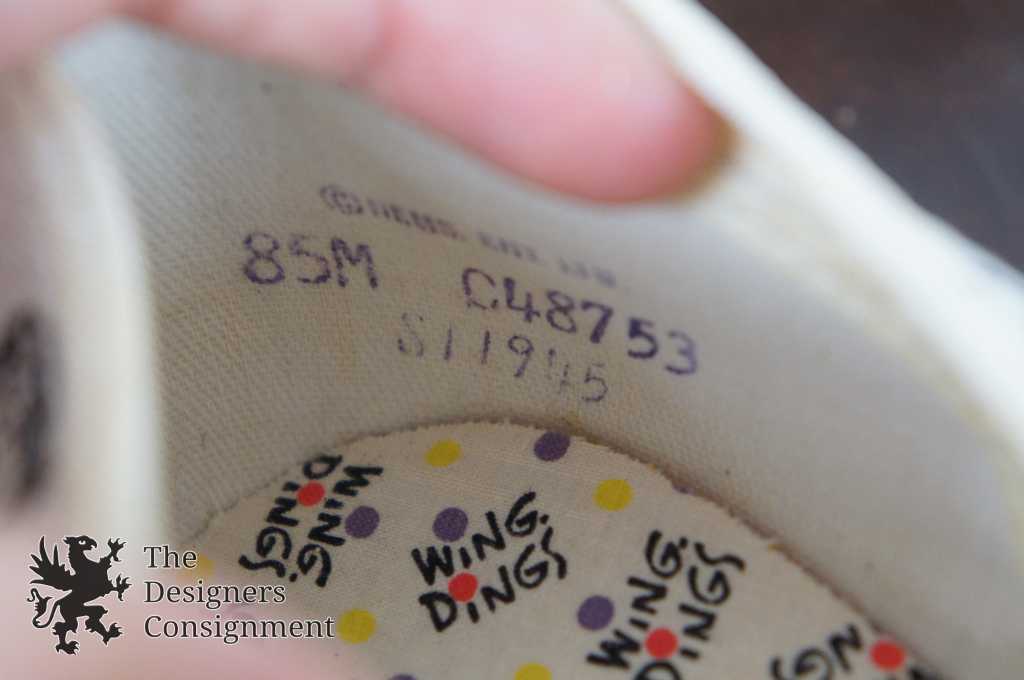 85M C48753
S11945
WING.
DINGS
WING.
DINGS
WING.
DINGS
The
Designers
Consignment